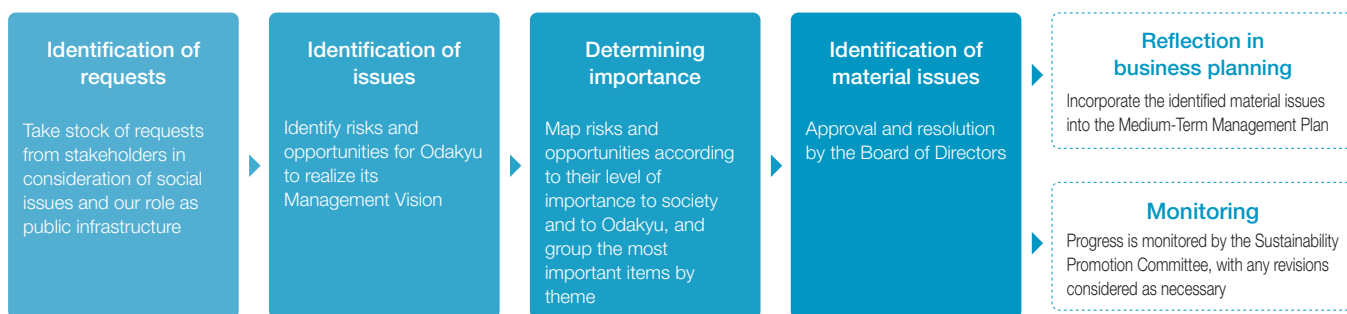 Identification of
requests
Take stock of requests
from stakeholders in
consideration of social
issues and our role as
public infrastructure
Identification of
issues
Identify risks and
opportunities for Odakyu
to realize its
Management Vision
Determining
importance
Map risks and
opportunities according
to their level of
importance to society
and to Odakyu, and
group the most
important items by
theme
Identification of
material issues
Approval and resolution
by the Board of Directors
Reflection in
business planning
Incorporate the identified material issues
into the Medium-Term Management Plan
Monitoring
Progress is monitored by the Sustainability
Promotion Committee, with any revisions
considered as necessary